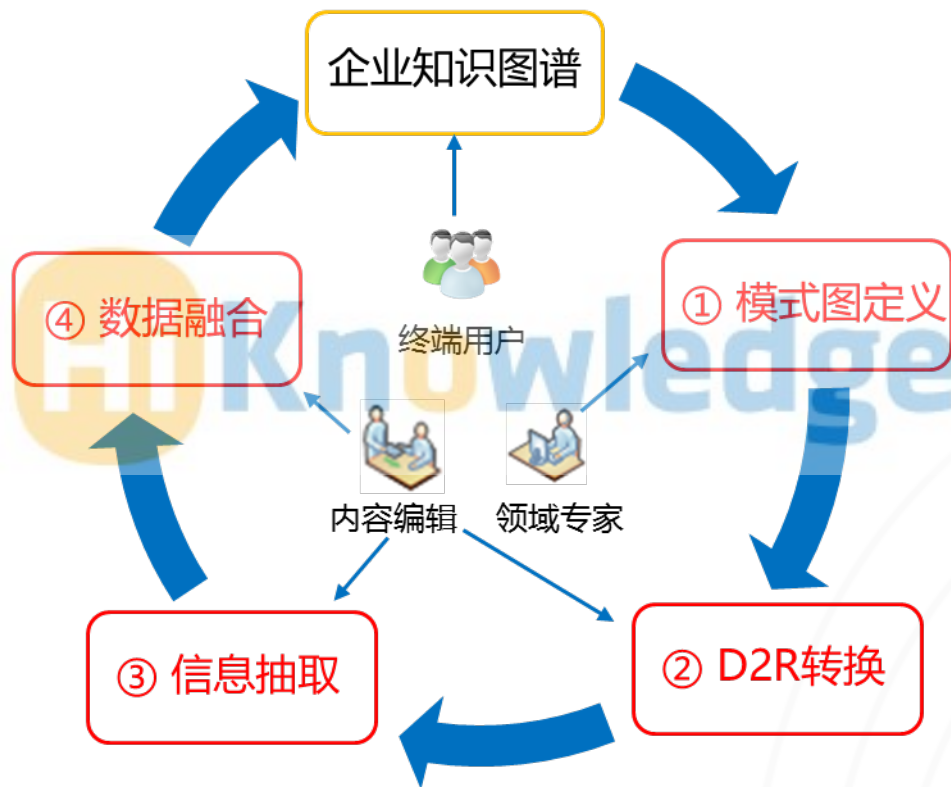 企业知识图谱
① 模式图定义
④ 数据融合
HiKnowledge
终端用户
内容编辑
领域专家
② D2R转换
③ 信息抽取